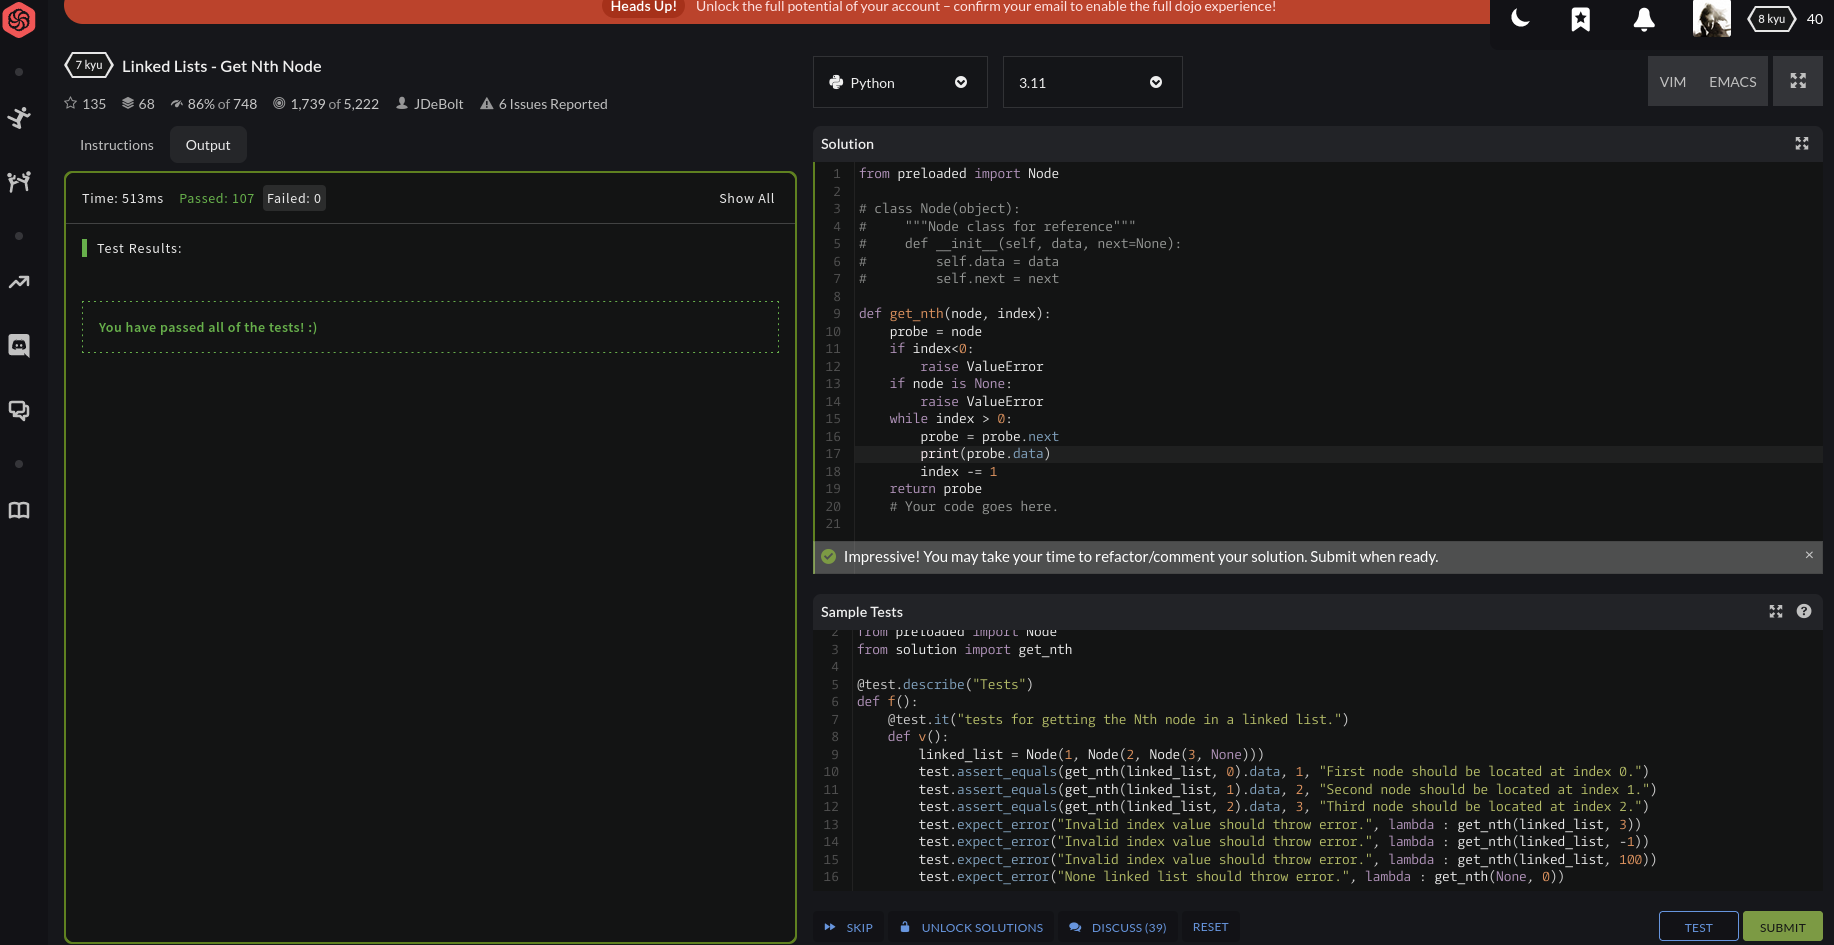 Heads Up! Unlock the full potential of your account – confirm your email to enable the full dojo experience!
8 kyu 40
7 kyu Linked Lists - Get Nth Node
135 68 86% of 748 1,739 of 5,222 JDeBolt 6 Issues Reported
Instructions Output
Time: 513ms Passed: 107 Failed: 0 Show All
Test Results:
You have passed all of the tests! :)
Python 3.11 VIM EMACS
Solution
1 from preloaded import Node
2
3 # class Node(object):
4 #     """Node class for reference"""
5 #     def __init__(self, data, next=None):
6 #         self.data = data
7 #         self.next = next
8
9 def get_nth(node, index):
10     probe = node
11     if index<0:
12         raise ValueError
13     if node is None:
14         raise ValueError
15     while index > 0:
16         probe = probe.next
17         print(probe.data)
18         index -= 1
19     return probe
20     # Your code goes here.
21
Impressive! You may take your time to refactor/comment your solution. Submit when ready. ×
Sample Tests
2 from preloaded import Node
3 from solution import get_nth
4
5 @test.describe("Tests")
6 def f():
7     @test.it("tests for getting the Nth node in a linked list.")
8     def v():
9         linked_list = Node(1, Node(2, Node(3, None)))
10         test.assert_equals(get_nth(linked_list, 0).data, 1, "First node should be located at index 0.")
11         test.assert_equals(get_nth(linked_list, 1).data, 2, "Second node should be located at index 1.")
12         test.assert_equals(get_nth(linked_list, 2).data, 3, "Third node should be located at index 2.")
13         test.expect_error("Invalid index value should throw error.", lambda : get_nth(linked_list, 3))
14         test.expect_error("Invalid index value should throw error.", lambda : get_nth(linked_list, -1))
15         test.expect_error("Invalid index value should throw error.", lambda : get_nth(linked_list, 100))
16         test.expect_error("None linked list should throw error.", lambda : get_nth(None, 0))
SKIP UNLOCK SOLUTIONS DISCUSS (39) RESET TEST SUBMIT